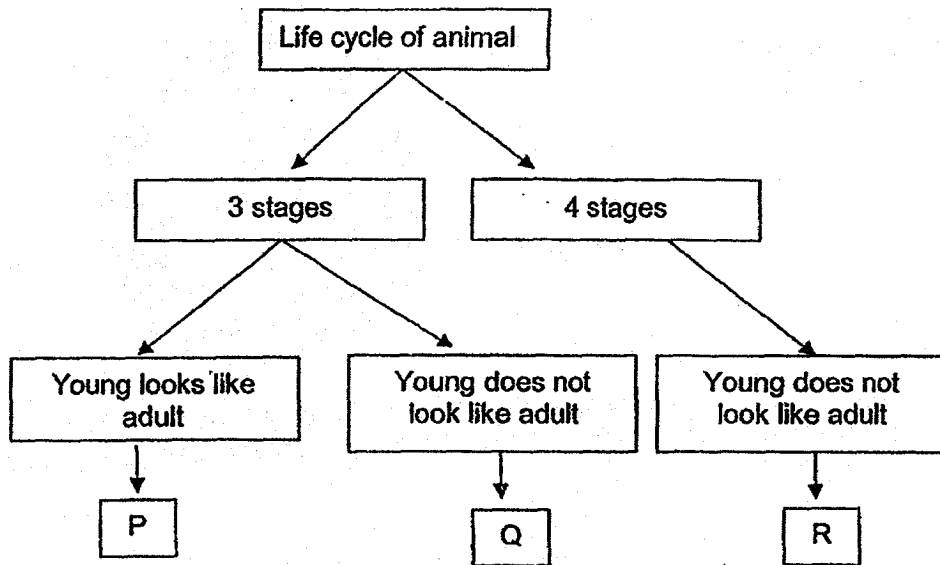 Life cycle of animal
3 stages
4 stages
Young looks like
adult
Young does not
look like adult
Young does not
look like adult
P
Q
R